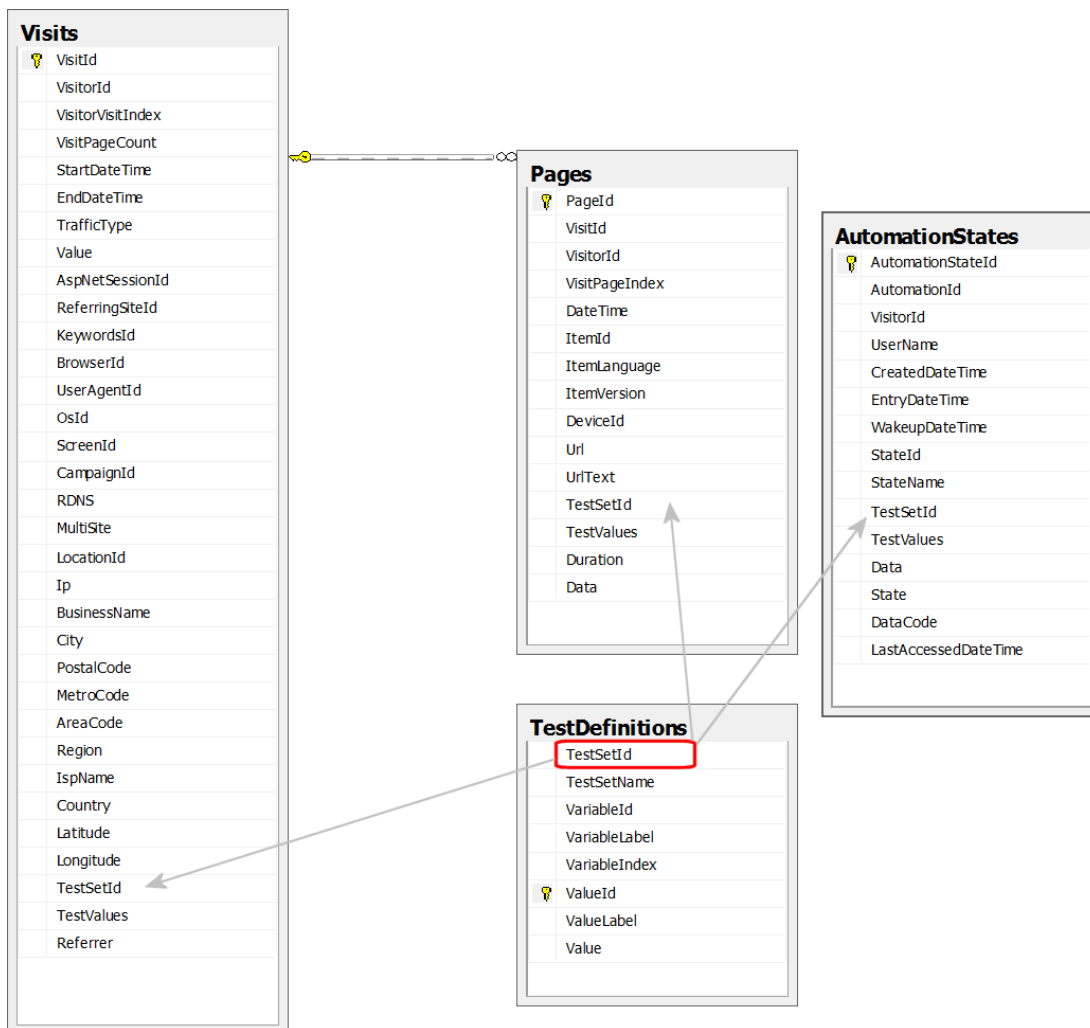 Visits
VisitId
VisitorId
VisitorVisitIndex
VisitPageCount
StartDateTime
EndDateTime
TrafficType
Value
AspNetSessionId
ReferringSiteId
KeywordsId
BrowserId
UserAgentId
OsId
ScreenId
CampaignId
RDNS
MultiSite
LocationId
Ip
BusinessName
City
PostalCode
MetroCode
AreaCode
Region
IspName
Country
Latitude
Longitude
TestSetId
TestValues
Referrer
Pages
PageId
VisitId
VisitorId
VisitPageIndex
DateTime
ItemId
ItemLanguage
ItemVersion
DeviceId
Url
UrlText
TestSetId
TestValues
Duration
Data
TestDefinitions
TestSetId
TestSetName
VariableId
VariableLabel
VariableIndex
ValueId
ValueLabel
Value
AutomationStates
AutomationStateId
AutomationId
VisitorId
UserName
CreatedDateTime
EntryDateTime
WakeupDateTime
StateId
StateName
TestSetId
TestValues
Data
State
DataCode
LastAccessedDateTime